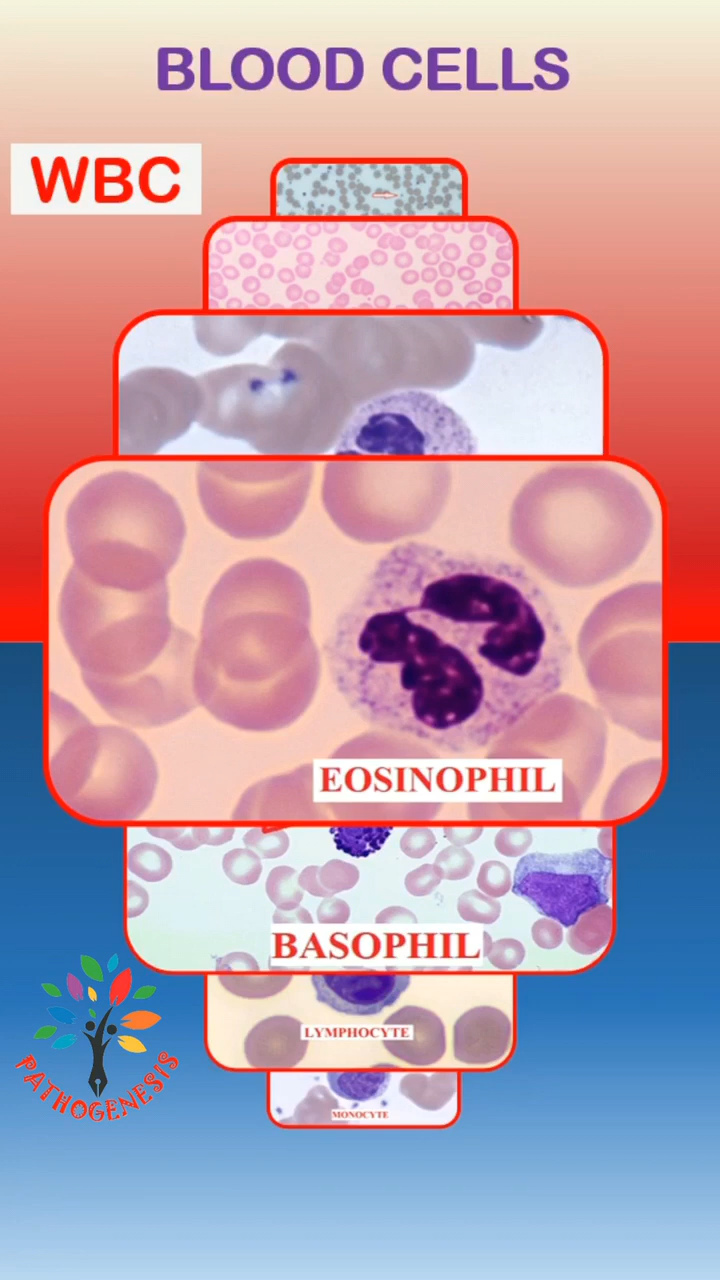 BLOOD CELLS
WBC
EOSINOPHIL
BASOPHIL
LYMPHOCYTE
MONOCYTE
PATHOGENESIS